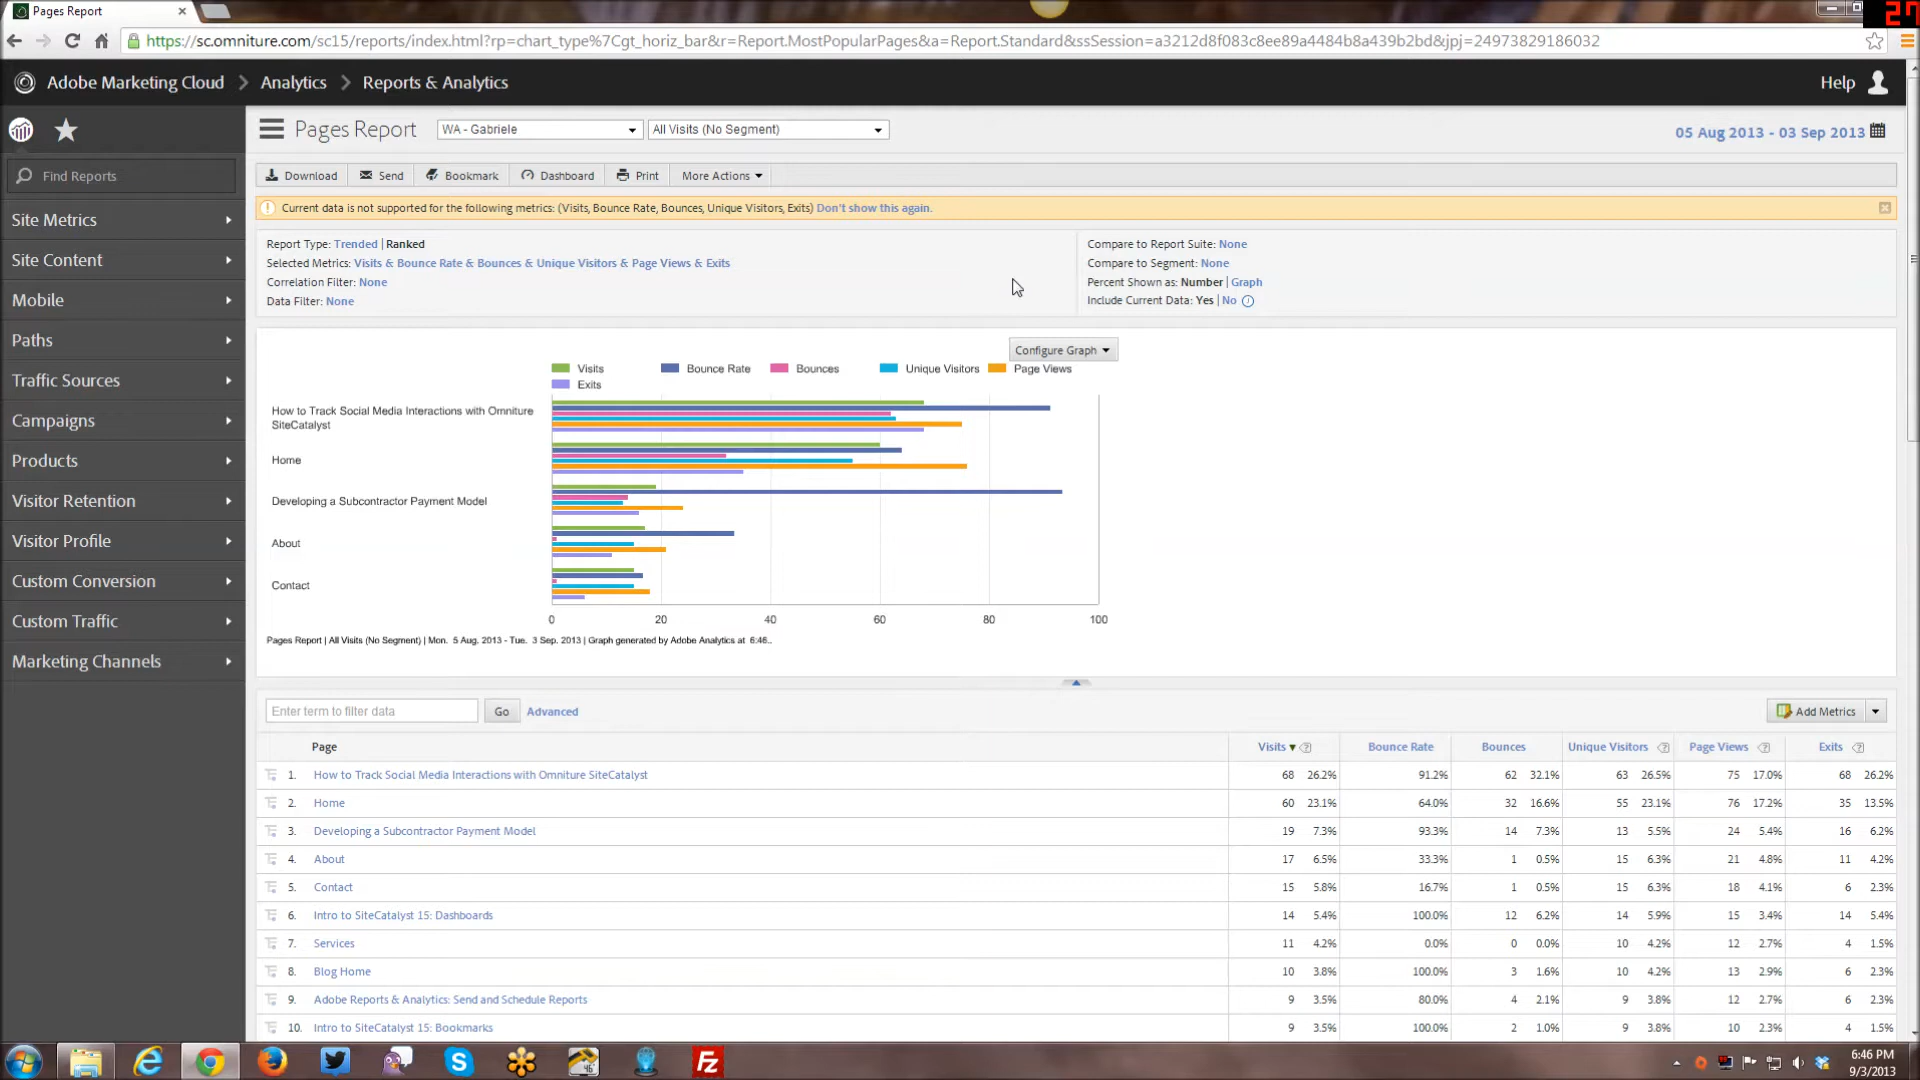 Pages Report
27
https://sc.omniture.com/sc15/reports/index.html?rp=chart_type%7Cgt_horiz_bar&r=Report.MostPopularPages&a=Report.Standard&ssSession=a3212d8f083c8ee89a4484b8a439b2bd&jpj=24973829186032
Adobe Marketing Cloud Analytics Reports & Analytics Help
Pages Report WA - Gabriele All Visits (No Segment) 05 Aug 2013 - 03 Sep 2013
Find Reports
Site Metrics
Site Content
Mobile
Paths
Traffic Sources
Campaigns
Products
Visitor Retention
Visitor Profile
Custom Conversion
Custom Traffic
Marketing Channels
Download Send Bookmark Dashboard Print More Actions
Current data is not supported for the following metrics: (Visits, Bounce Rate, Bounces, Unique Visitors, Exits) Don't show this again.
Report Type: Trended | Ranked
Selected Metrics: Visits & Bounce Rate & Bounces & Unique Visitors & Page Views & Exits
Correlation Filter: None
Data Filter: None
Compare to Report Suite: None
Compare to Segment: None
Percent Shown as: Number | Graph
Include Current Data: Yes | No
Configure Graph
Visits Bounce Rate Bounces Unique Visitors Page Views
Exits
How to Track Social Media Interactions with Omniture
SiteCatalyst
Home
Developing a Subcontractor Payment Model
About
Contact
0 20 40 60 80 100
Pages Report | All Visits (No Segment) | Mon. 5 Aug. 2013 - Tue. 3 Sep. 2013 | Graph generated by Adobe Analytics at 6:46..
Enter term to filter data Go Advanced Add Metrics
Page Visits Bounce Rate Bounces Unique Visitors Page Views Exits
1. How to Track Social Media Interactions with Omniture SiteCatalyst 68 26.2% 91.2% 62 32.1% 63 26.5% 75 17.0% 68 26.2%
2. Home 60 23.1% 64.0% 32 16.6% 55 23.1% 76 17.2% 35 13.5%
3. Developing a Subcontractor Payment Model 19 7.3% 93.3% 14 7.3% 13 5.5% 24 5.4% 16 6.2%
4. About 17 6.5% 33.3% 1 0.5% 15 6.3% 21 4.8% 11 4.2%
5. Contact 15 5.8% 16.7% 1 0.5% 15 6.3% 18 4.1% 6 2.3%
6. Intro to SiteCatalyst 15: Dashboards 14 5.4% 100.0% 12 6.2% 14 5.9% 15 3.4% 14 5.4%
7. Services 11 4.2% 0.0% 0 0.0% 10 4.2% 12 2.7% 4 1.5%
8. Blog Home 10 3.8% 100.0% 3 1.6% 10 4.2% 13 2.9% 6 2.3%
9. Adobe Reports & Analytics: Send and Schedule Reports 9 3.5% 80.0% 4 2.1% 9 3.8% 12 2.7% 6 2.3%
10. Intro to SiteCatalyst 15: Bookmarks 9 3.5% 100.0% 2 1.0% 9 3.8% 10 2.3% 4 1.5%
6:46 PM
9/3/2013